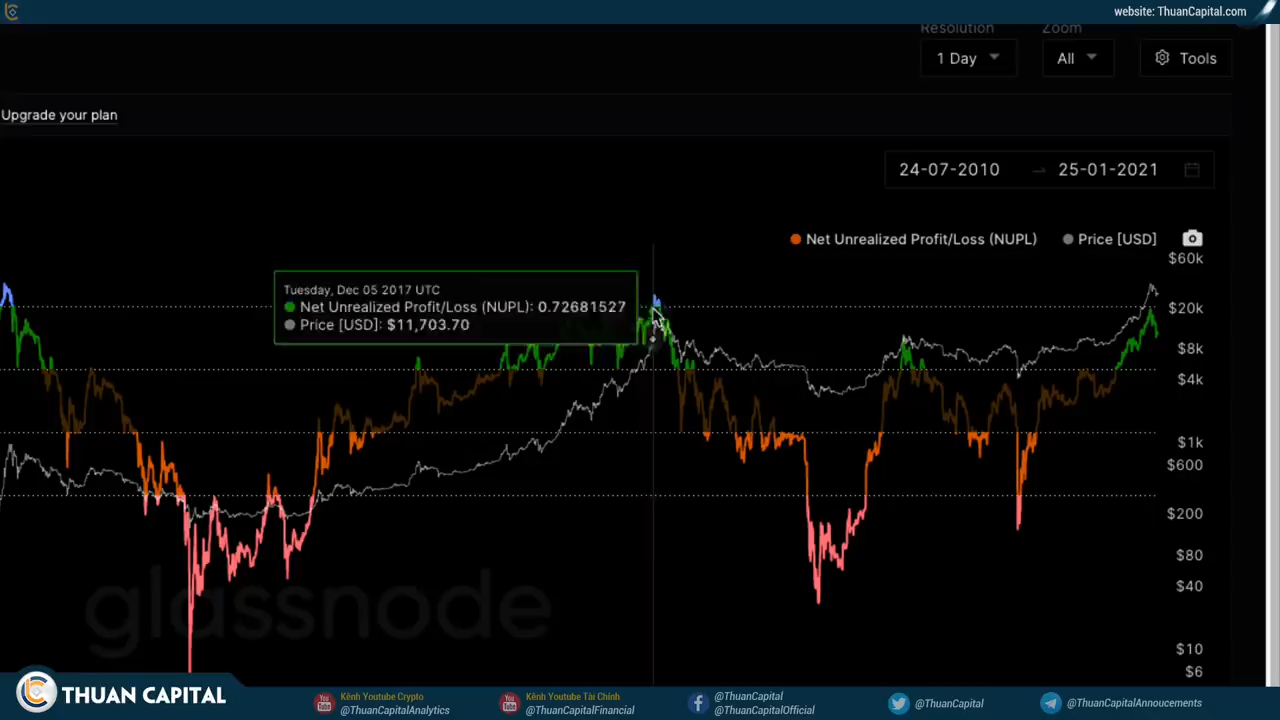 website: ThuanCapital.com
Resolution
Zoom
1 Day
All
Tools
Upgrade your plan
24-07-2010
25-01-2021
Net Unrealized Profit/Loss (NUPL)
Price [USD]
$60k
Tuesday, Dec 05 2017 UTC
Net Unrealized Profit/Loss (NUPL): 0.72681527
Price [USD]: $11,703.70
$20k
$8k
$4k
$1k
$600
$200
$80
$40
$10
$6
glassnode
THUAN CAPITAL
Kênh Youtube Crypto
@ThuanCapitalAnalytics
Kênh Youtube Tài Chính
@ThuanCapitalFinancial
@ThuanCapital
@ThuanCapitalOfficial
@ThuanCapital
@ThuanCapitalAnnoucements